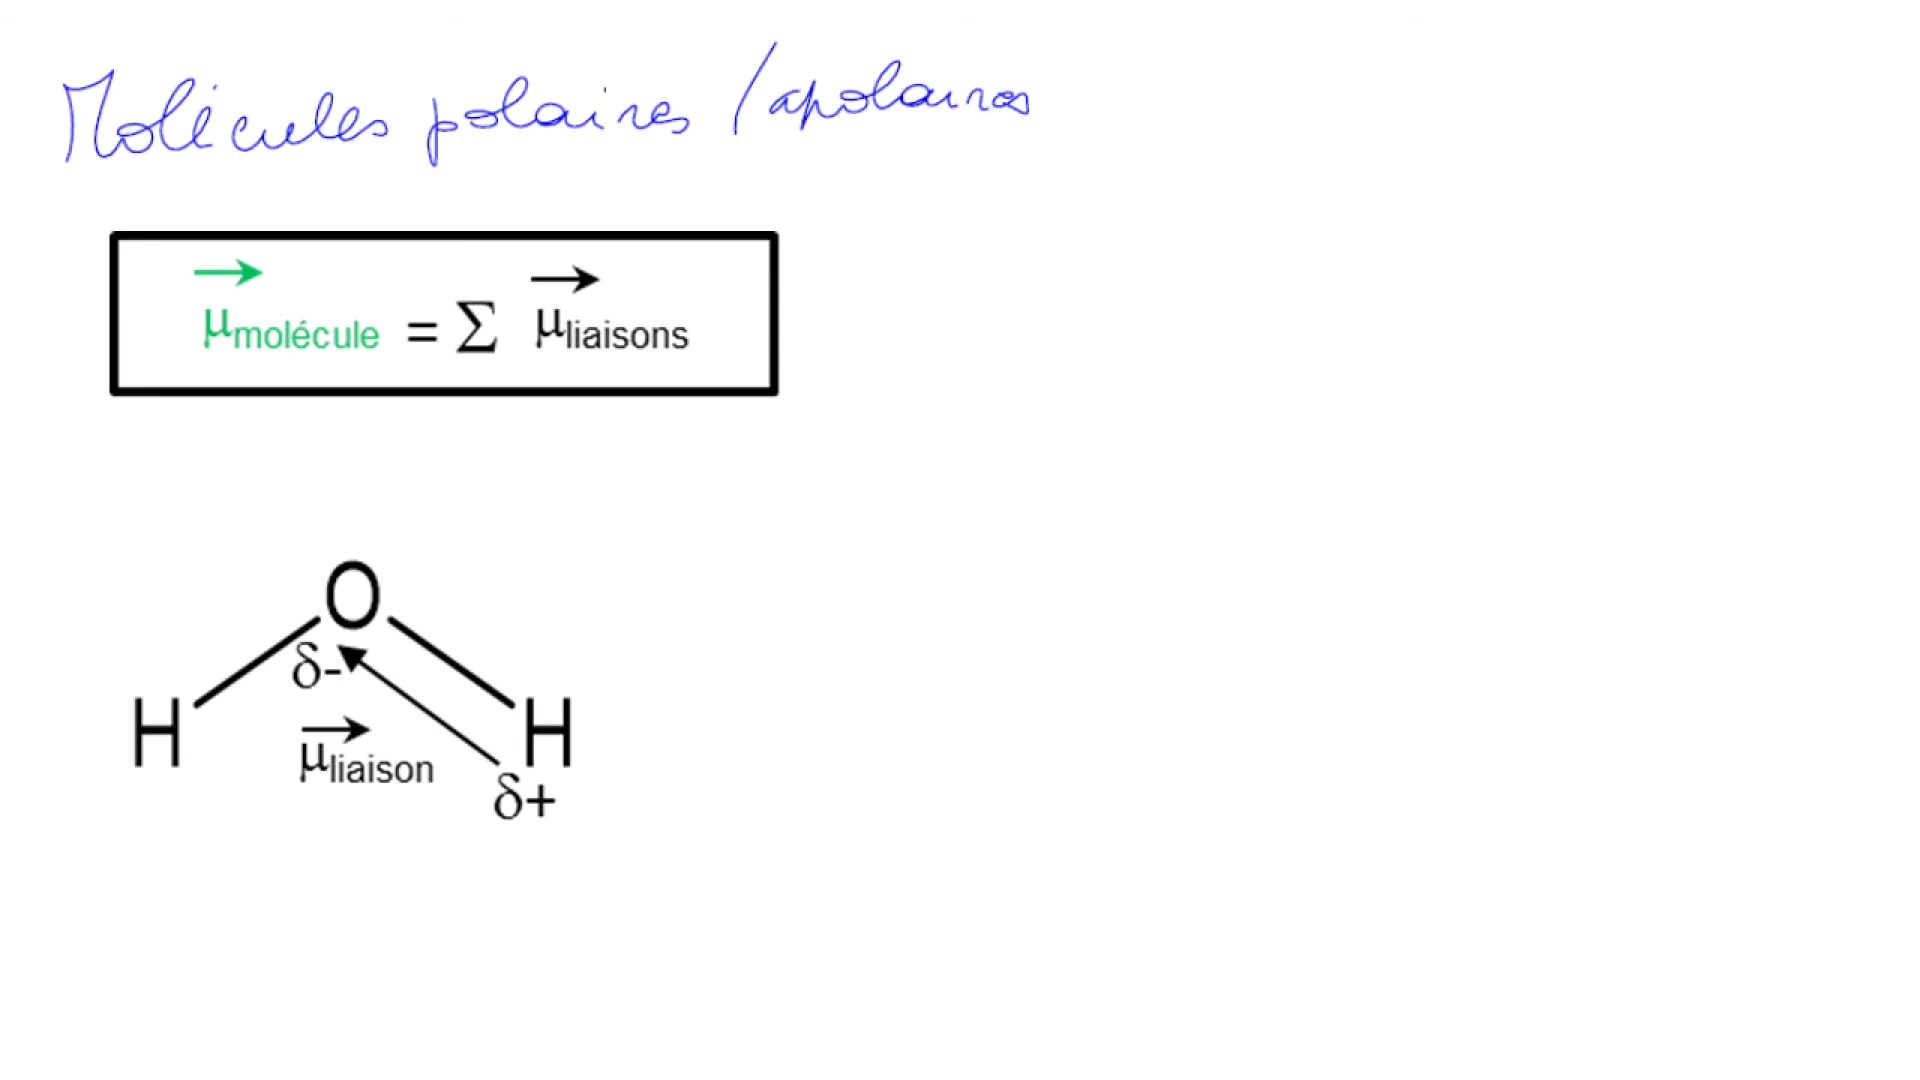 Molécules polaires / apolaires
μmolécule = Σ μliaisons
O
δ-
H H
μliaison
δ+